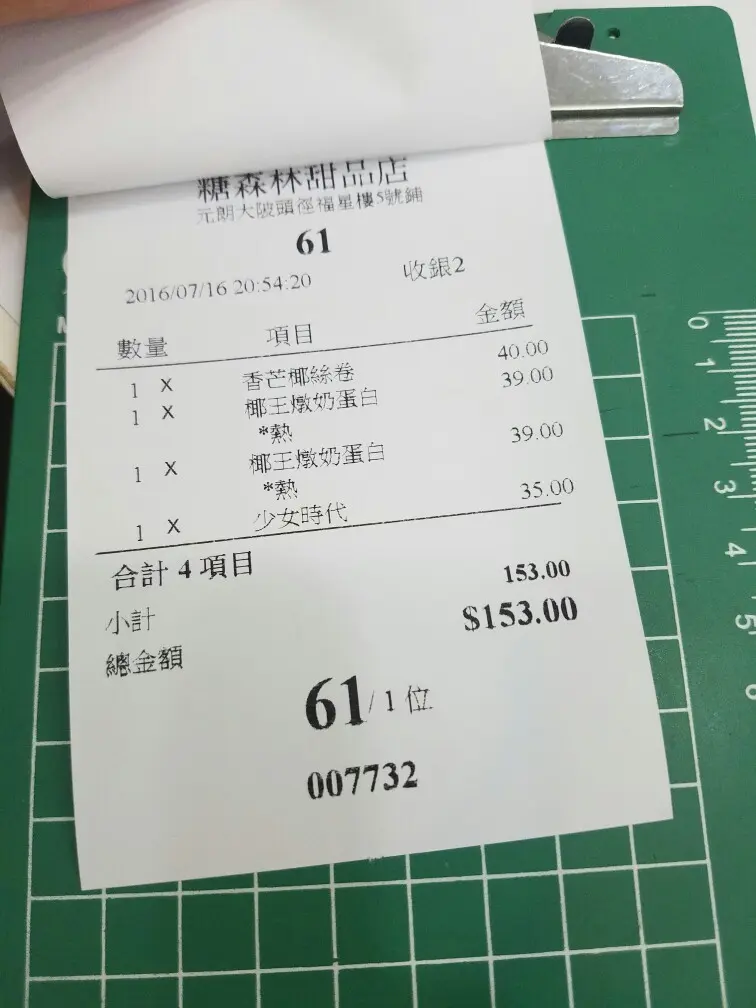 糖森林甜品店
元朗大陂頭徑福星樓5號鋪
61
2016/07/16 20:54:20 收銀2
數量 項目 金額
1 X 香芒椰絲卷 40.00
1 X 椰王燉奶蛋白 39.00
*熱
1 X 椰王燉奶蛋白 39.00
*熱
1 X 少女時代 35.00
合計 4 項目
小計 153.00
總金額 $153.00
61/ 1 位
007732
0
1
2
3
4
5
6